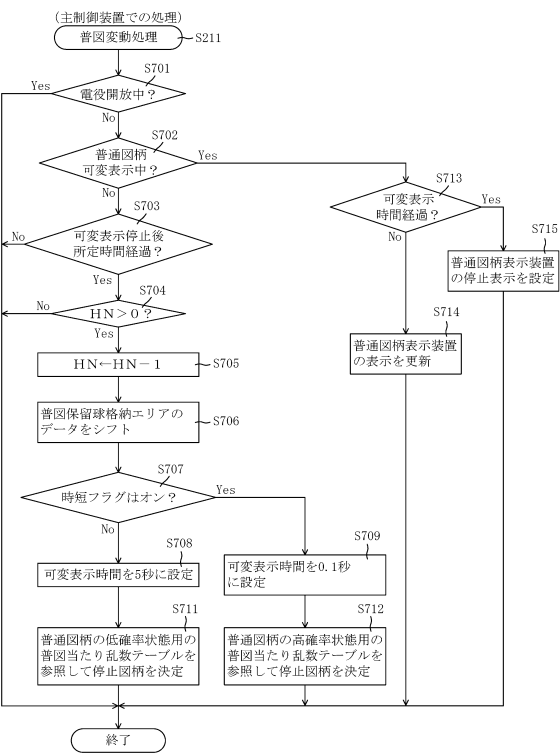 (主制御装置での処理)
普図変動処理
S211
S701
電役開放中？
Yes
No
S702
普通図柄
可変表示中？
Yes
No
S703
可変表示停止後
所定時間経過？
No
Yes
S704
ＨＮ＞０？
No
Yes
ＨＮ←ＨＮ－１
S705
普図保留球格納エリアの
データをシフト
S706
S707
時短フラグはオン？
Yes
No
S708
可変表示時間を5秒に設定
S709
可変表示時間を0.1秒
に設定
S711
普通図柄の低確率状態用の
普図当たり乱数テーブルを
参照して停止図柄を決定
S712
普通図柄の高確率状態用の
普図当たり乱数テーブルを
参照して停止図柄を決定
S713
可変表示
時間経過？
Yes
No
S714
普通図柄表示装置
の表示を更新
S715
普通図柄表示装置
の停止表示を設定
終了